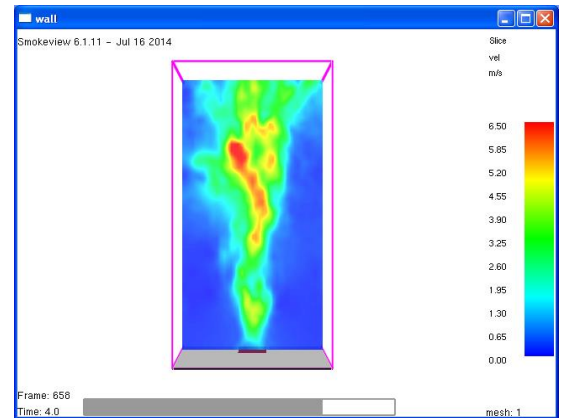 wall
Smokeview 6.1.11 - Jul 16 2014
Slice
vel
m/s
6.50
5.85
5.20
4.55
3.90
3.25
2.60
1.95
1.30
0.65
0.00
Frame: 658
Time: 4.0
mesh: 1